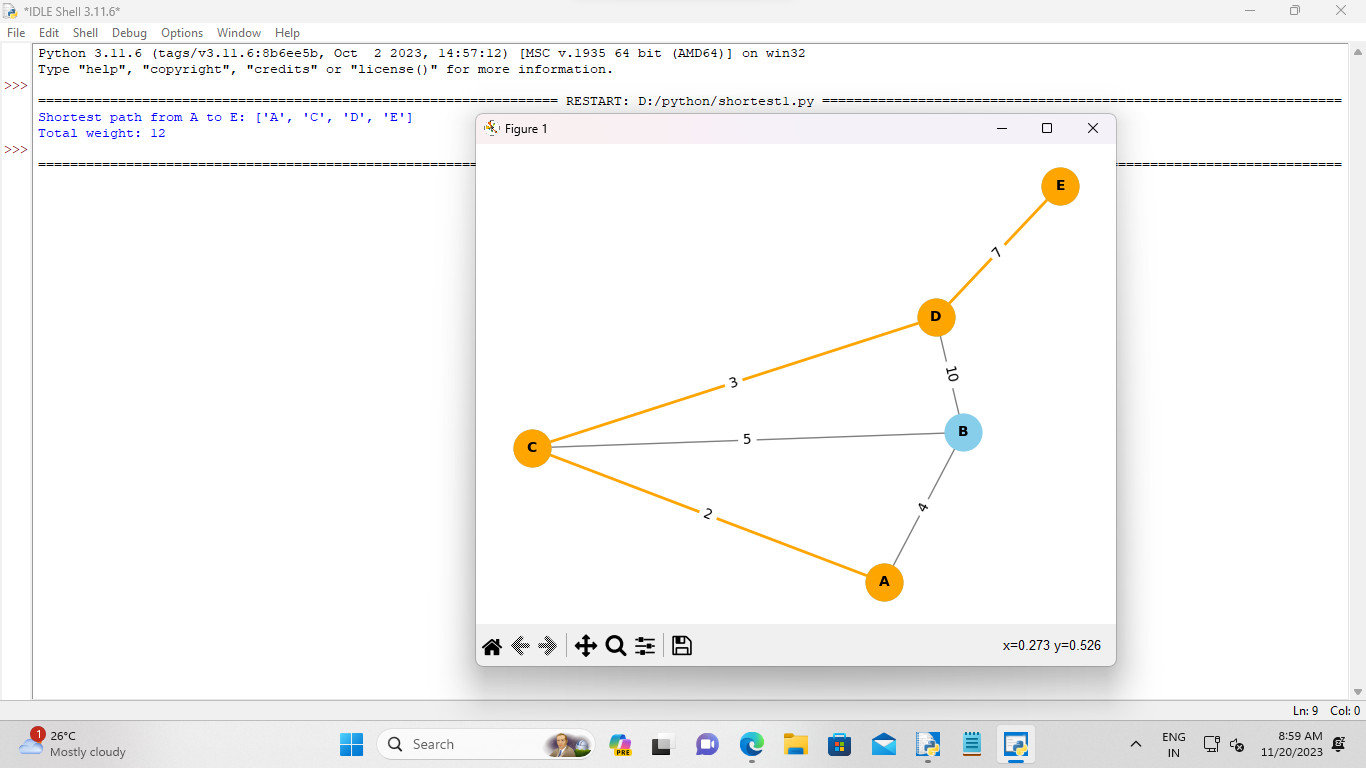 *IDLE Shell 3.11.6*
File Edit Shell Debug Options Window Help
Python 3.11.6 (tags/v3.11.6:8b6ee5b, Oct  2 2023, 14:57:12) [MSC v.1935 64 bit (AMD64)] on win32
Type "help", "copyright", "credits" or "license()" for more information.
>>>
RESTART: D:/python/shortest1.py
Shortest path from A to E: ['A', 'C', 'D', 'E']
Total weight: 12
>>>
Figure 1
E
7
D
3
10
B
5
C
2
4
A
x=0.273 y=0.526
Ln: 9 Col: 0
1
26°C
Mostly cloudy
Search
PRE
ENG
IN
8:59 AM
11/20/2023